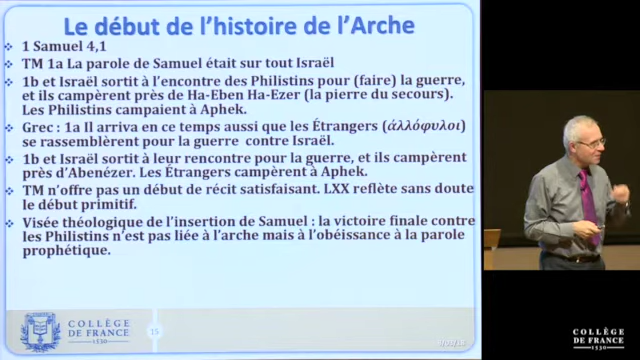 Le début de l'histoire de l'Arche
1 Samuel 4,1
TM 1a La parole de Samuel était sur tout Israël
1b et Israël sortit à l'encontre des Philistins pour (faire) la guerre,
et ils campèrent près de Ha-Eben Ha-Ezer (la pierre du secours).
Les Philistins campaient à Aphek.
Grec : 1a Il arriva en ce temps aussi que les Étrangers (ἀλλόφυλοι)
se rassemblèrent pour la guerre contre Israël.
1b et Israël sortit à leur rencontre pour la guerre, et ils campèrent
près d'Abenézer. Les Étrangers campèrent à Aphek.
TM n'offre pas un début de récit satisfaisant. LXX reflète sans doute
le début primitif.
Visée théologique de l'insertion de Samuel : la victoire finale contre
les Philistins n'est pas liée à l'arche mais à l'obéissance à la parole
prophétique.
COLLÈGE
DE FRANCE
1530
15
COLLÈGE
DE FRANCE
1530